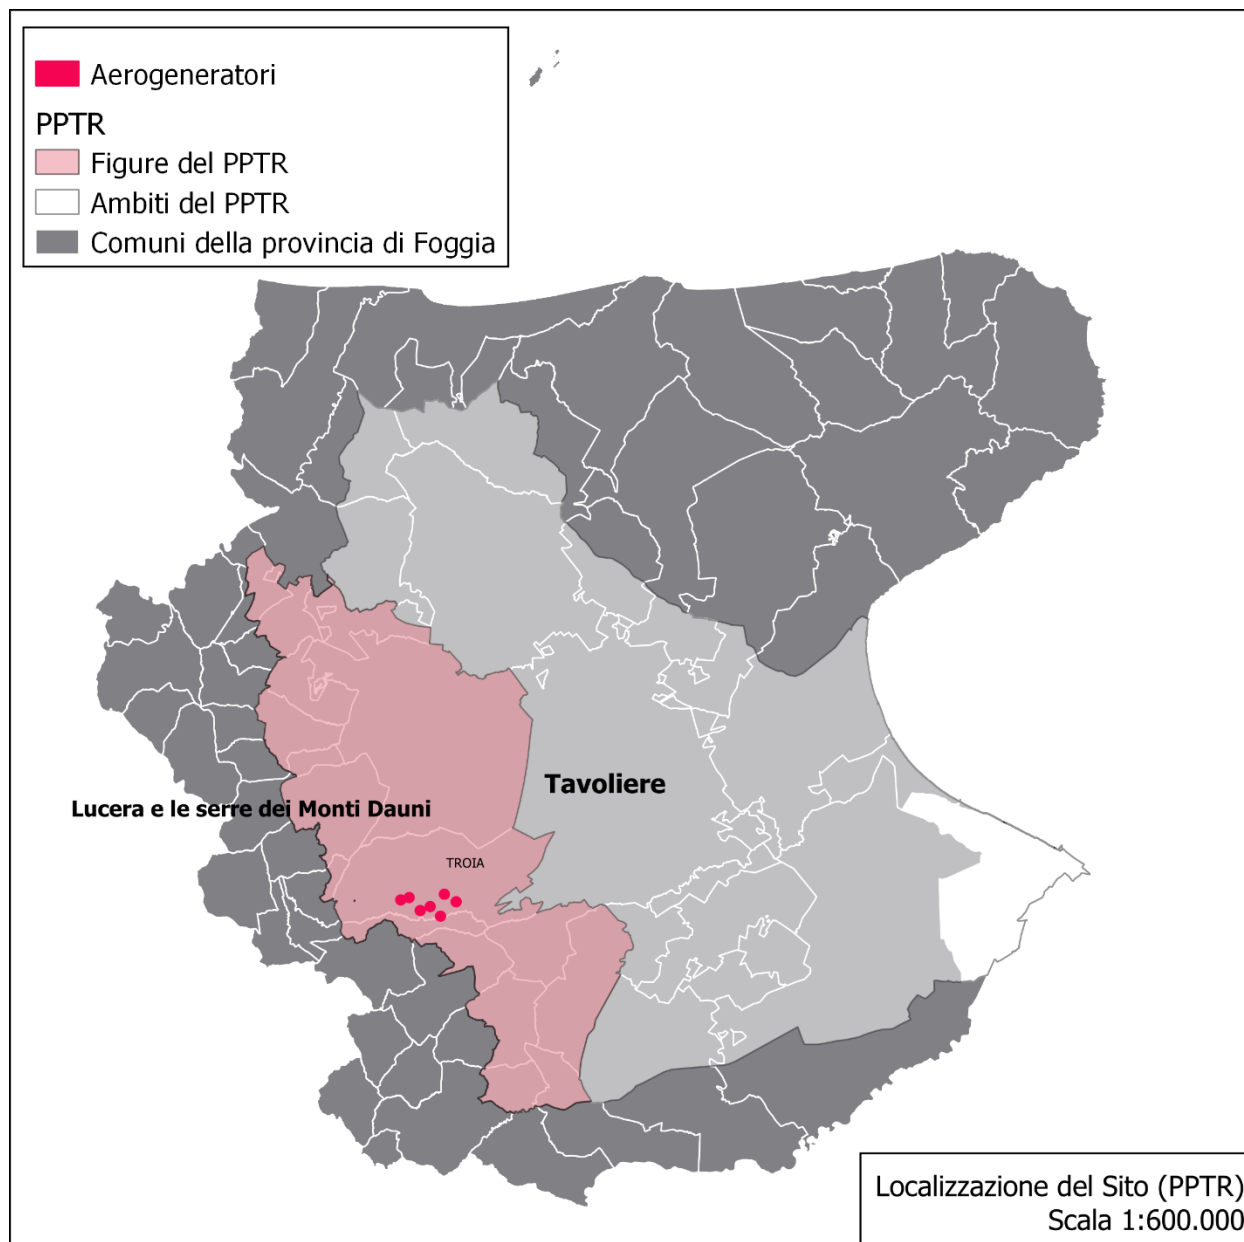 Aerogeneratori
PPTR
Figure del PPTR
Ambiti del PPTR
Comuni della provincia di Foggia
Tavoliere
Lucera e le serre dei Monti Dauni
TROIA
Localizzazione del Sito (PPTR)
Scala 1:600.000